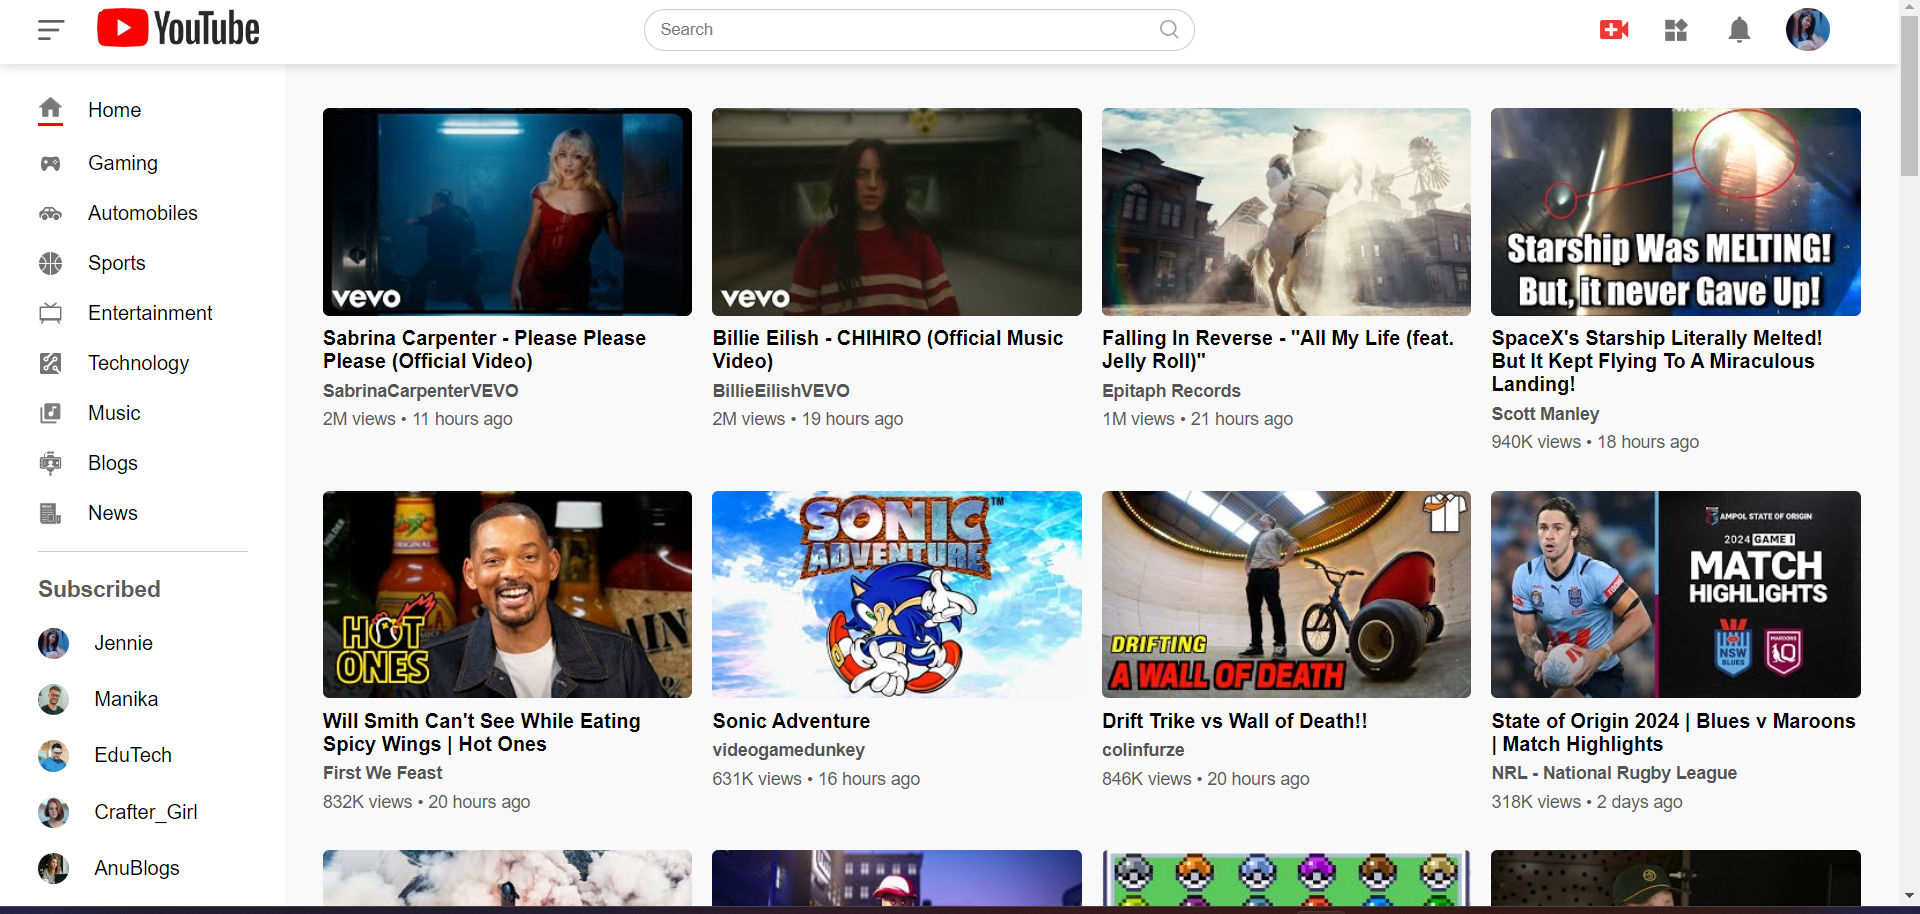 YouTube
Search
Home
Gaming
Automobiles
Sports
Entertainment
Technology
Music
Blogs
News
Subscribed
Jennie
Manika
EduTech
Crafter_Girl
AnuBlogs
vevo
Sabrina Carpenter - Please Please
Please (Official Video)
SabrinaCarpenterVEVO
2M views • 11 hours ago
vevo
Billie Eilish - CHIHIRO (Official Music
Video)
BillieEilishVEVO
2M views • 19 hours ago
Falling In Reverse - "All My Life (feat.
Jelly Roll)"
Epitaph Records
1M views • 21 hours ago
Starship Was MELTING!
But, it never Gave Up!
SpaceX's Starship Literally Melted!
But It Kept Flying To A Miraculous
Landing!
Scott Manley
940K views • 18 hours ago
ORIGINAL
HOT
ONES
Will Smith Can't See While Eating
Spicy Wings | Hot Ones
First We Feast
832K views • 20 hours ago
SONIC
ADVENTURE
TM
Sonic Adventure
videogamedunkey
631K views • 16 hours ago
DRIFTING
A WALL OF DEATH
Drift Trike vs Wall of Death!!
colinfurze
846K views • 20 hours ago
AMPOL STATE OF ORIGIN
2024 GAME I
MATCH
HIGHLIGHTS
NSW
BLUES
MAROONS
Q
State of Origin 2024 | Blues v Maroons
| Match Highlights
NRL - National Rugby League
318K views • 2 days ago